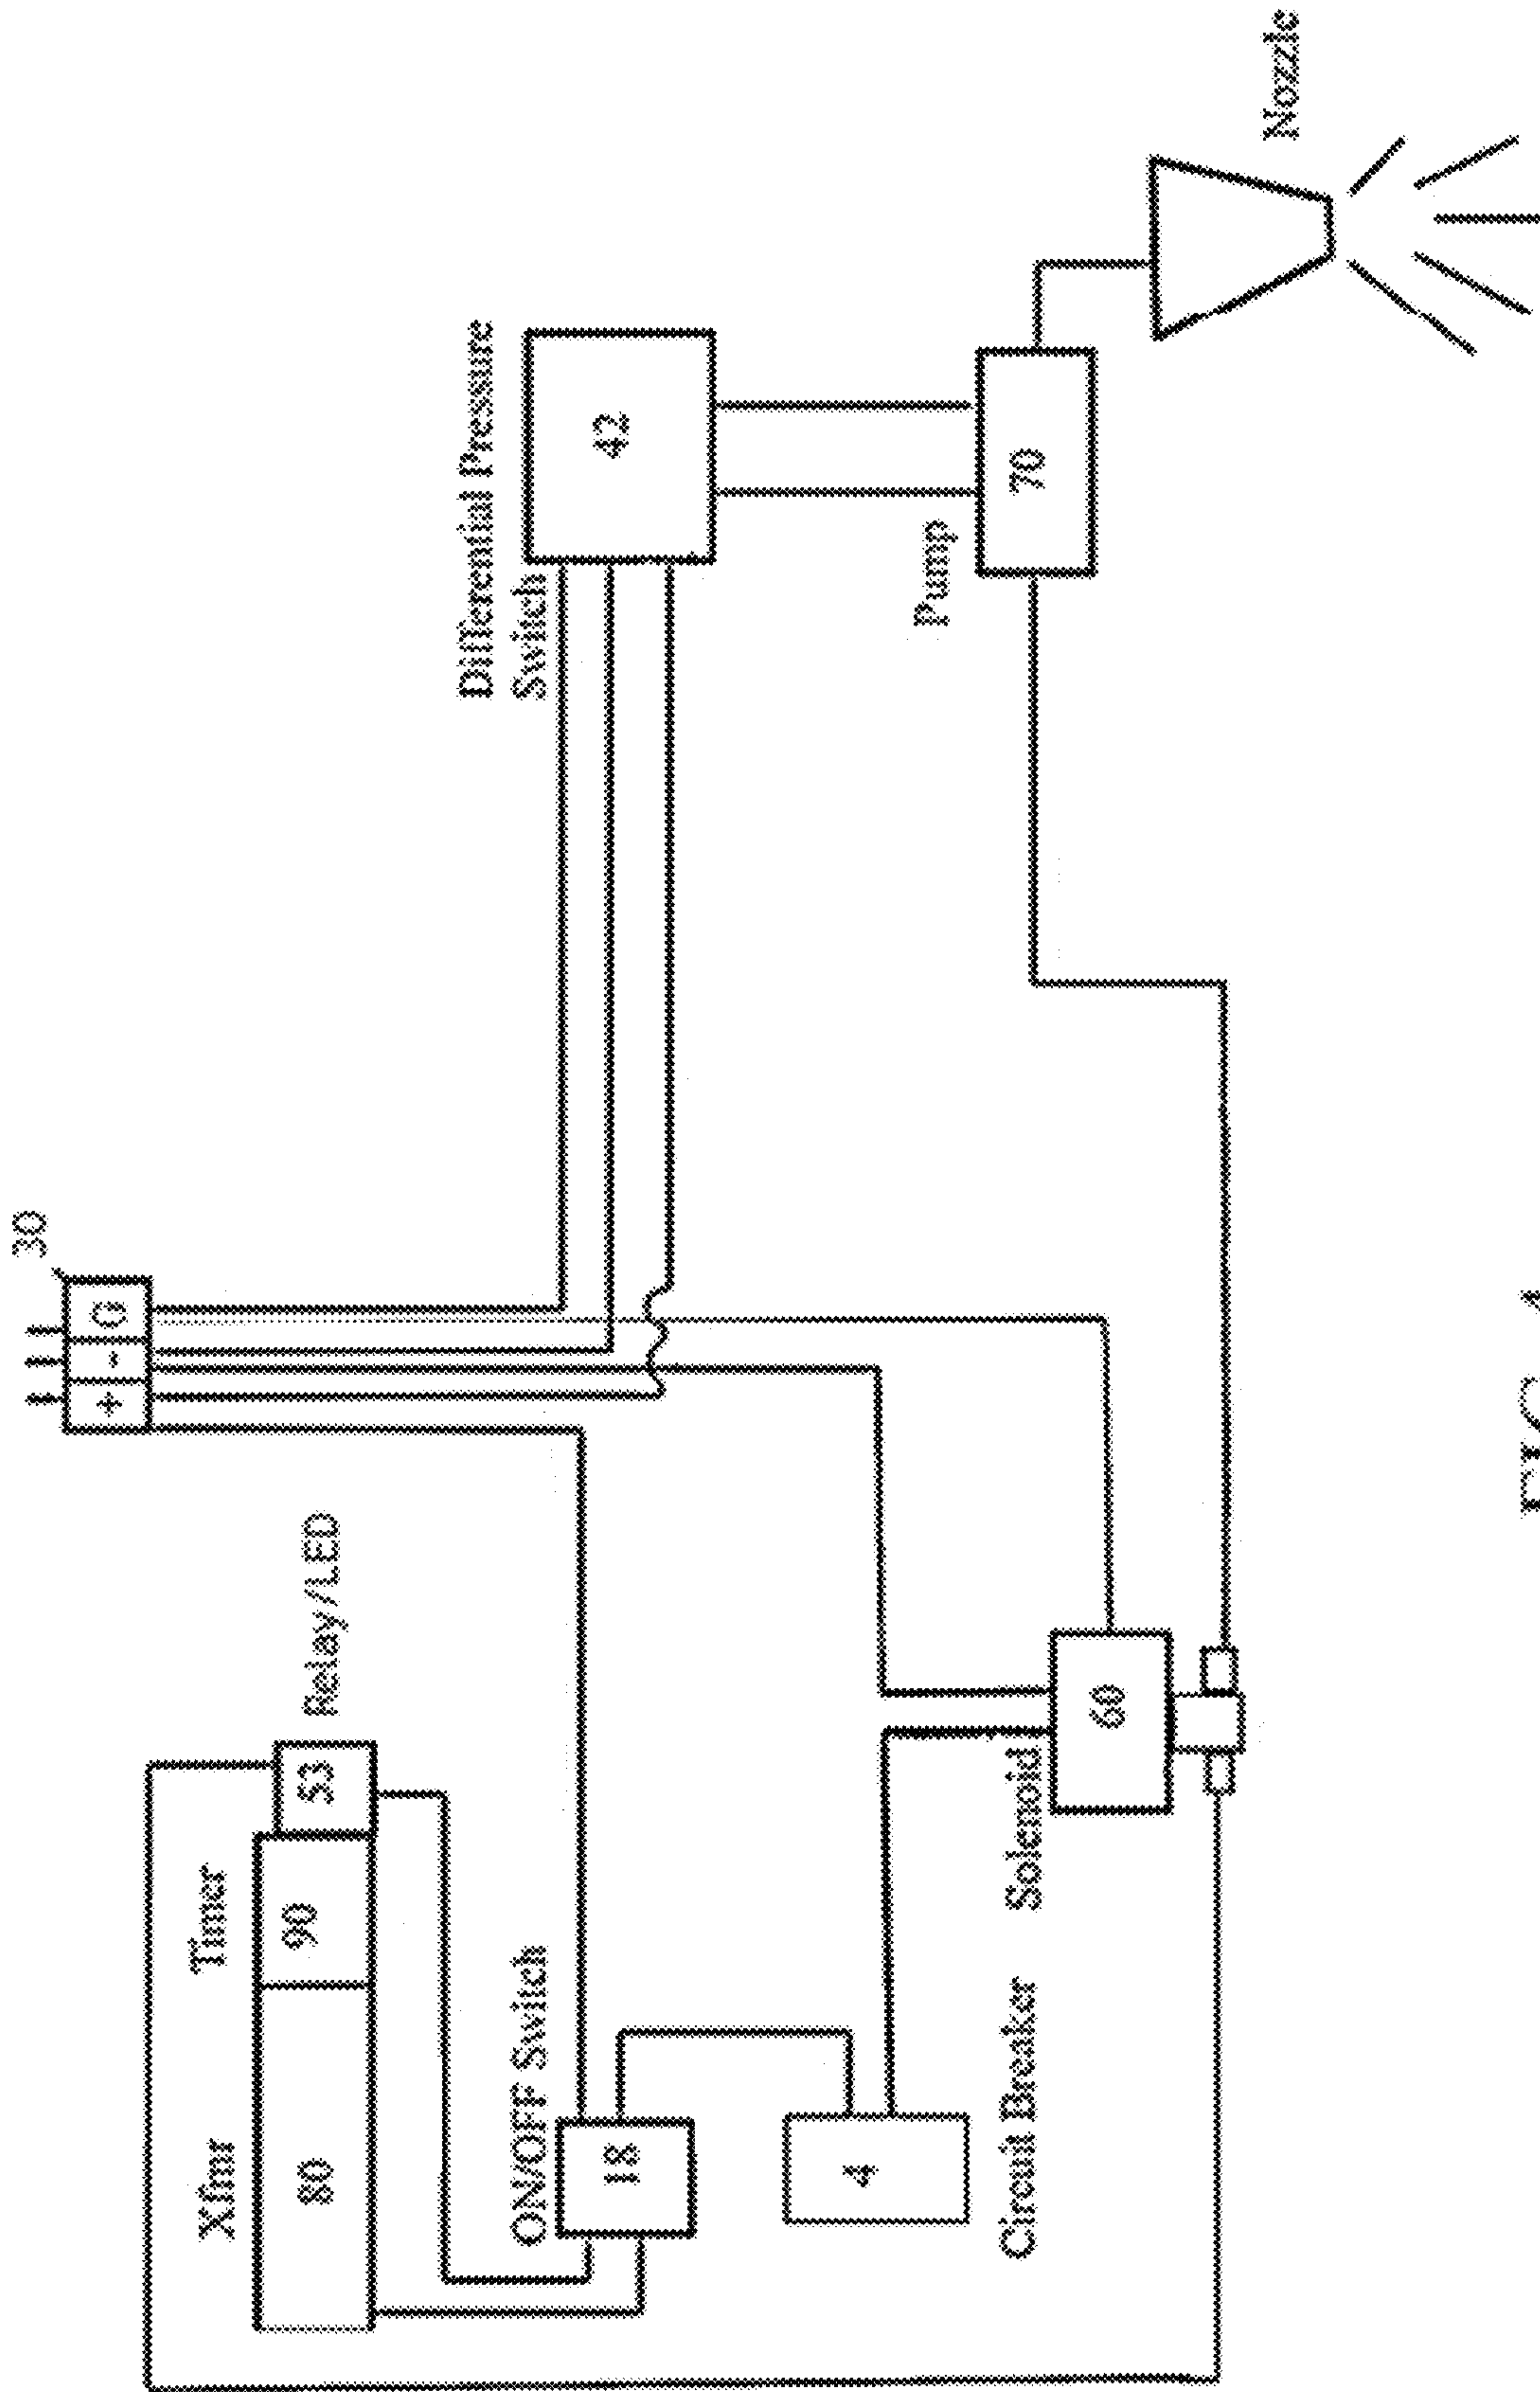 30
+ - G
Relay/LED
53
Timer
90
Xfmr
80
ON/OFF Switch
18
4
Circuit Breaker
Solenoid
60
Differential Pressure
Switch
42
Pump
70
Nozzle